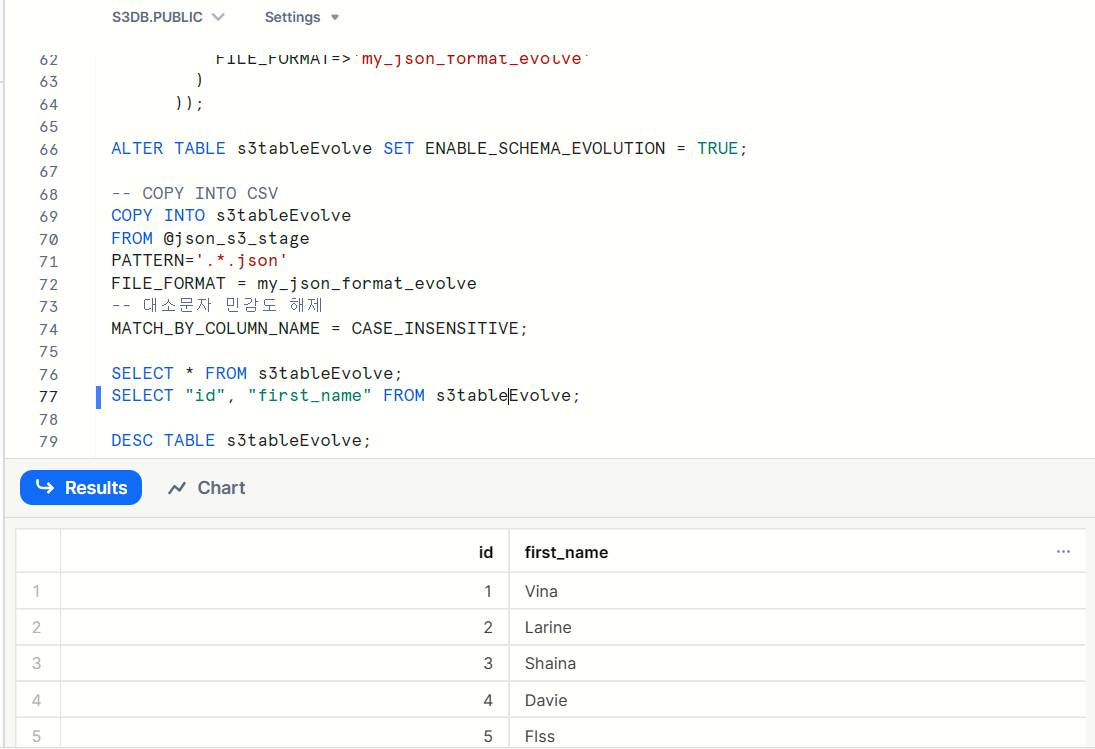 S3DB.PUBLIC Settings
62 FILE_FORMAT=>'my_json_format_evolve'
63 )
64 ));
65
66 ALTER TABLE s3tableEvolve SET ENABLE_SCHEMA_EVOLUTION = TRUE;
67
68 -- COPY INTO CSV
69 COPY INTO s3tableEvolve
70 FROM @json_s3_stage
71 PATTERN='.*.json'
72 FILE_FORMAT = my_json_format_evolve
73 -- 대소문자 민감도 해제
74 MATCH_BY_COLUMN_NAME = CASE_INSENSITIVE;
75
76 SELECT * FROM s3tableEvolve;
77 SELECT "id", "first_name" FROM s3tableEvolve;
78
79 DESC TABLE s3tableEvolve;
Results Chart
id first_name ...
1 1 Vina
2 2 Larine
3 3 Shaina
4 4 Davie
5 5 Flss